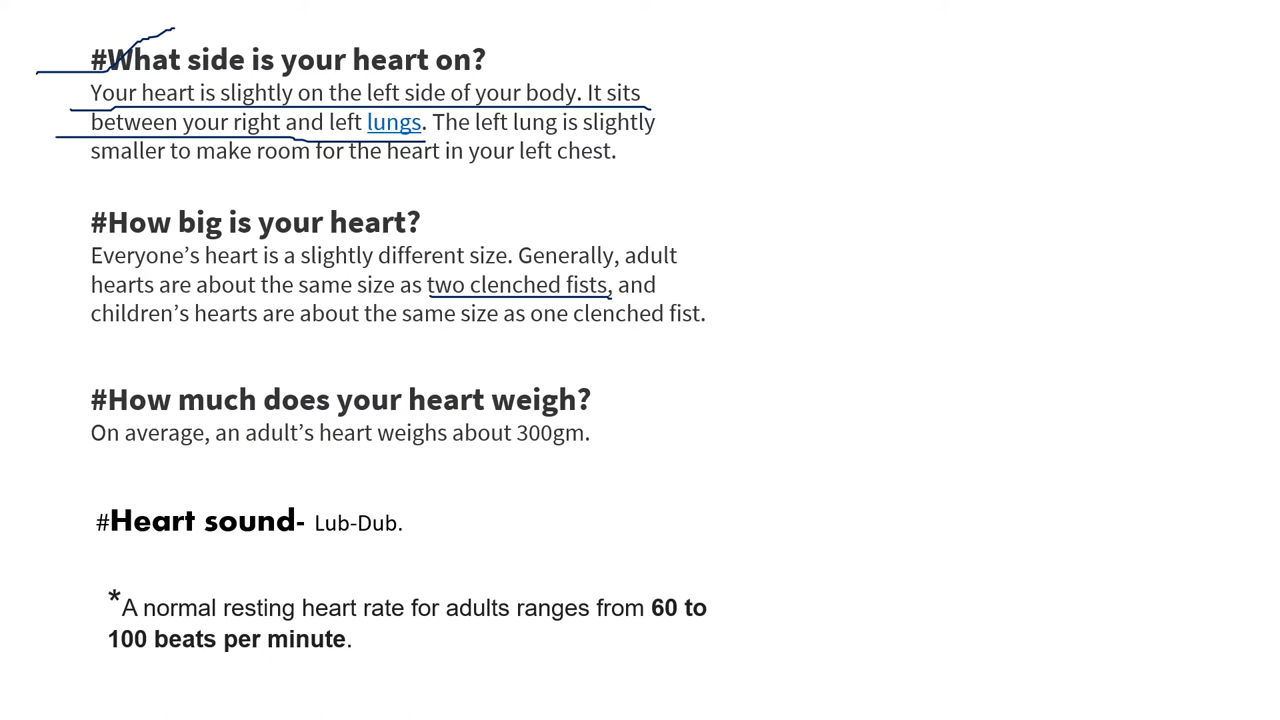 #What side is your heart on?
Your heart is slightly on the left side of your body. It sits
between your right and left lungs. The left lung is slightly
smaller to make room for the heart in your left chest.
#How big is your heart?
Everyone’s heart is a slightly different size. Generally, adult
hearts are about the same size as two clenched fists, and
children’s hearts are about the same size as one clenched fist.
#How much does your heart weigh?
On average, an adult’s heart weighs about 300gm.
#Heart sound- Lub-Dub.
*A normal resting heart rate for adults ranges from 60 to
100 beats per minute.